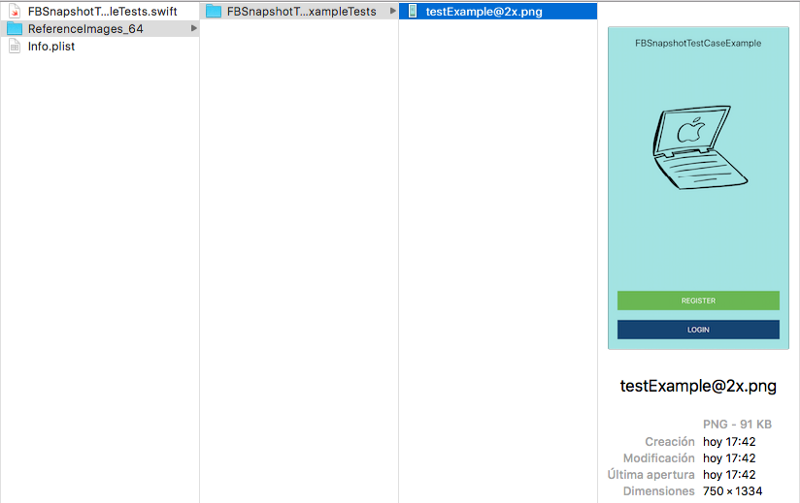 FBSnapshotT...leTests.swift
ReferenceImages_64
Info.plist
FBSnapshotT...xampleTests
testExample@2x.png
FBSnapshotTestCaseExample
REGISTER
LOGIN
testExample@2x.png
PNG - 91 KB
Creación hoy 17:42
Modificación hoy 17:42
Última apertura hoy 17:42
Dimensiones 750 × 1334